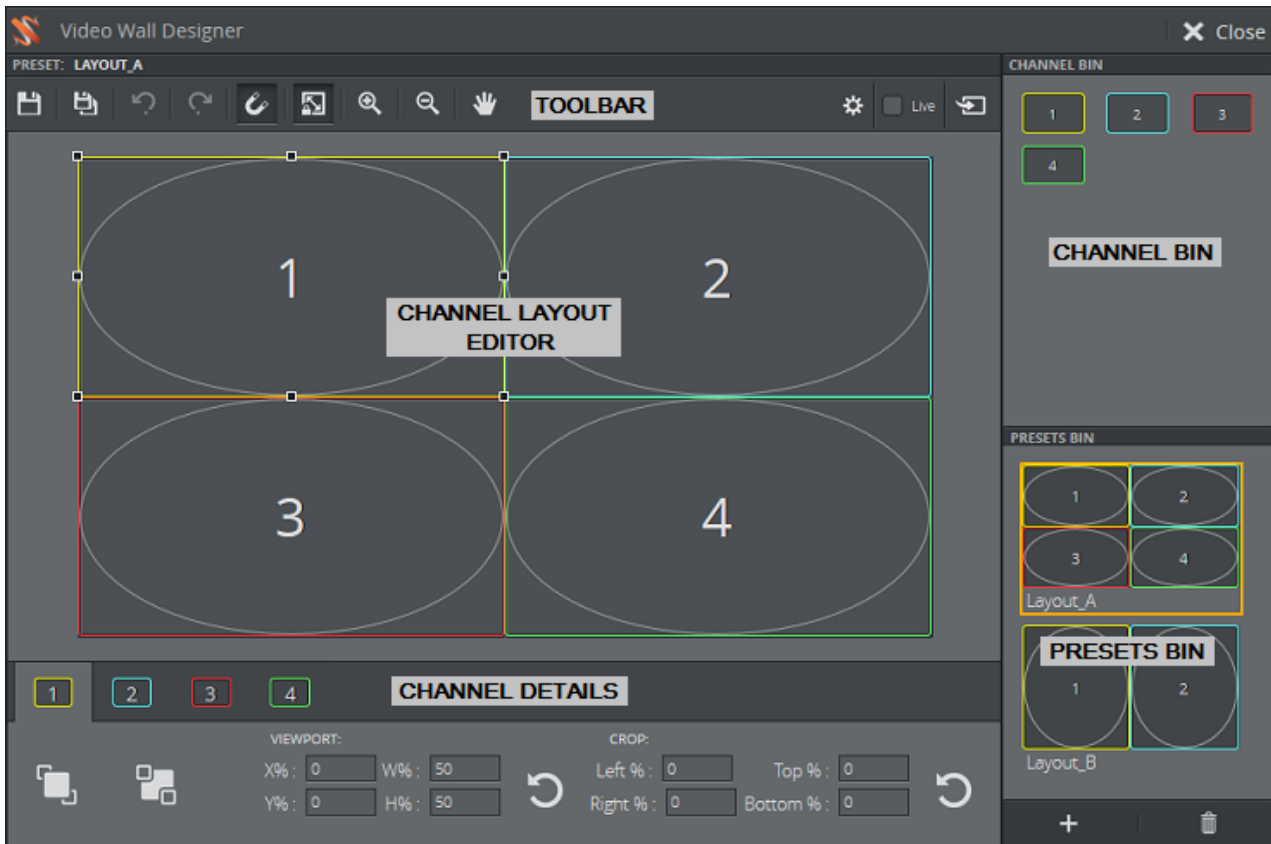 Video Wall Designer
Close
PRESET: LAYOUT_A
CHANNEL BIN
TOOLBAR
Live
1 2 3
4
CHANNEL BIN
1 2
CHANNEL LAYOUT
EDITOR
3 4
PRESETS BIN
1 2
3 4
Layout_A
PRESETS BIN
1 2
Layout_B
1 2 3 4
CHANNEL DETAILS
VIEWPORT: CROP:
X% : 0 W% : 50 Left % : 0 Top % : 0
Y% : 0 H% : 50 Right % : 0 Bottom % : 0